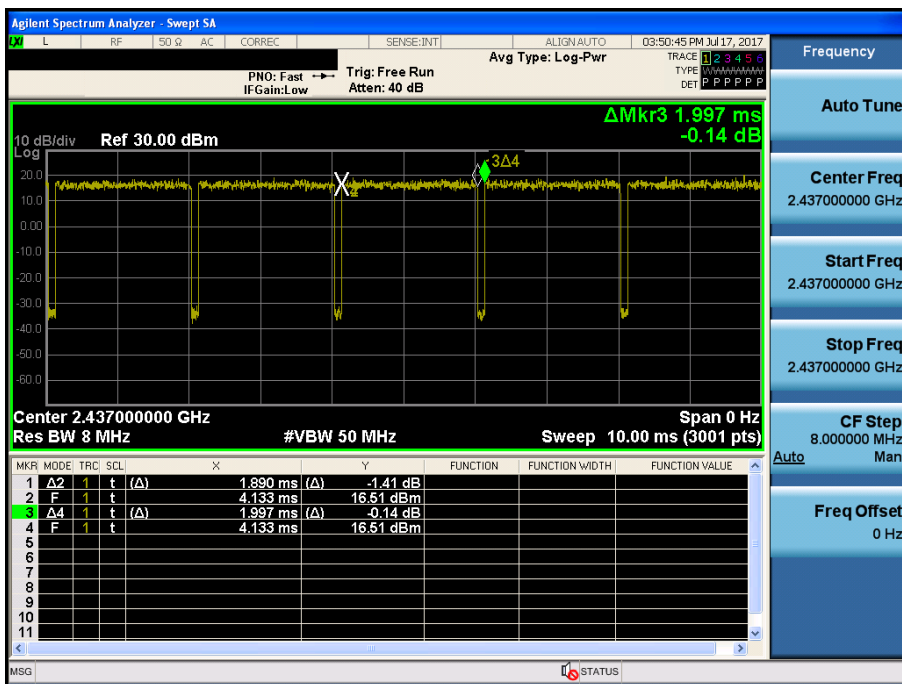 Agilent Spectrum Analyzer - Swept SA
LXI L RF 50 Ω AC CORREC SENSE:INT ALIGN AUTO 03:50:45 PM Jul 17, 2017
Frequency
Avg Type: Log-Pwr
TRACE 1 2 3 4 5 6
PNO: Fast Trig: Free Run
TYPE WWWWWW
IFGain:Low Atten: 40 dB
DET P P P P P P
Auto Tune
ΔMkr3 1.997 ms
-0.14 dB
10 dB/div Ref 30.00 dBm
Log
3Δ4
20.0
10.0
0.00
-10.0
-20.0
-30.0
-40.0
-50.0
-60.0
Center Freq
2.437000000 GHz
Start Freq
2.437000000 GHz
Stop Freq
2.437000000 GHz
Center 2.437000000 GHz Span 0 Hz
Res BW 8 MHz #VBW 50 MHz Sweep 10.00 ms (3001 pts)
CF Step
8.000000 MHz
Auto Man
MKR MODE TRC SCL X Y FUNCTION FUNCTION WIDTH FUNCTION VALUE
1 Δ2 1 t (Δ) 1.890 ms (Δ) -1.41 dB
2 F 1 t 4.133 ms 16.51 dBm
3 Δ4 1 t (Δ) 1.997 ms (Δ) -0.14 dB
4 F 1 t 4.133 ms 16.51 dBm
5
6
7
8
9
10
11
Freq Offset
0 Hz
MSG STATUS